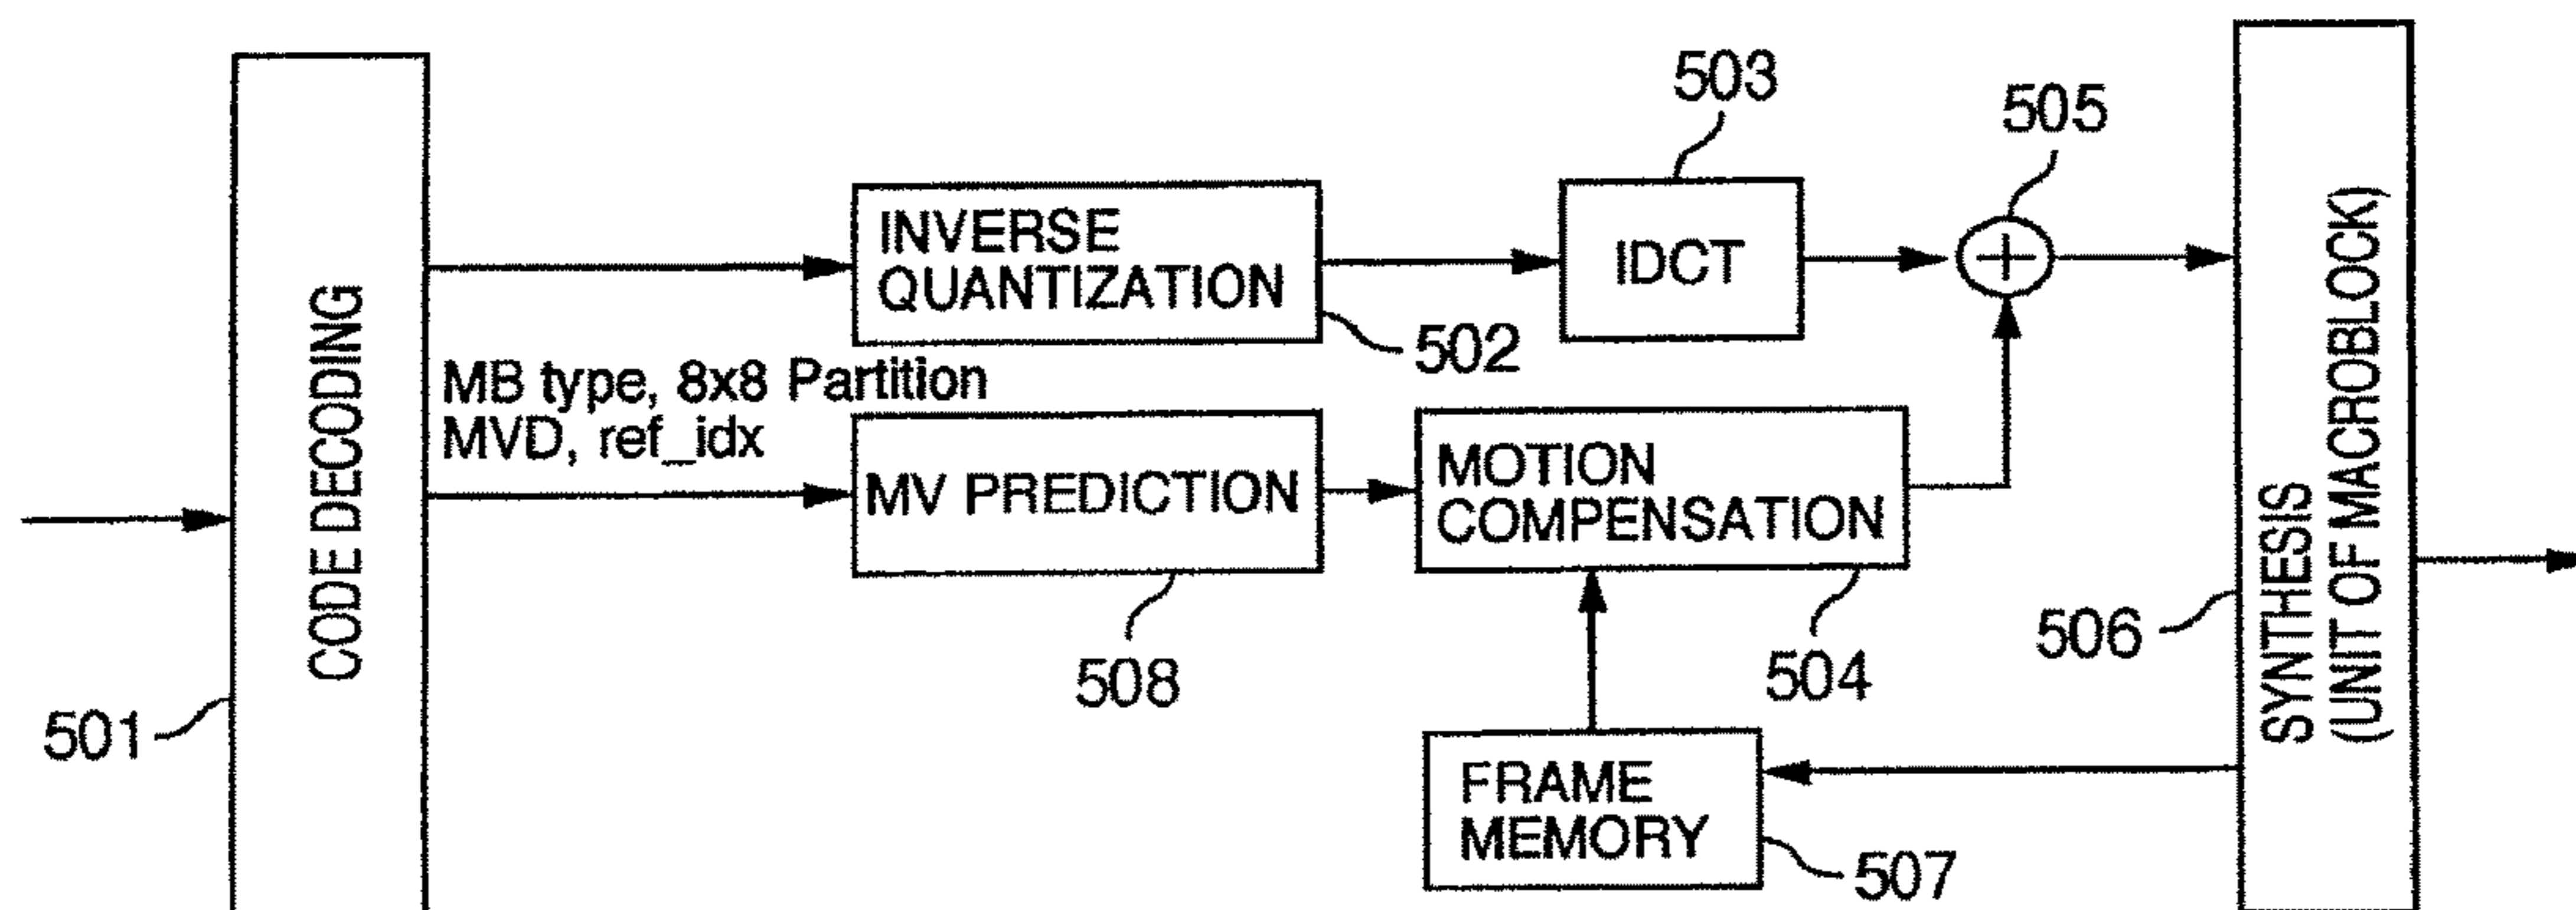 503
505
INVERSE
QUANTIZATION
IDCT
502
MB type, 8x8 Partition
MVD, ref_idx
CODE DECODING
MV PREDICTION
MOTION
COMPENSATION
SYNTHESIS
(UNIT OF MACROBLOCK)
506
508
504
501
FRAME
MEMORY
507